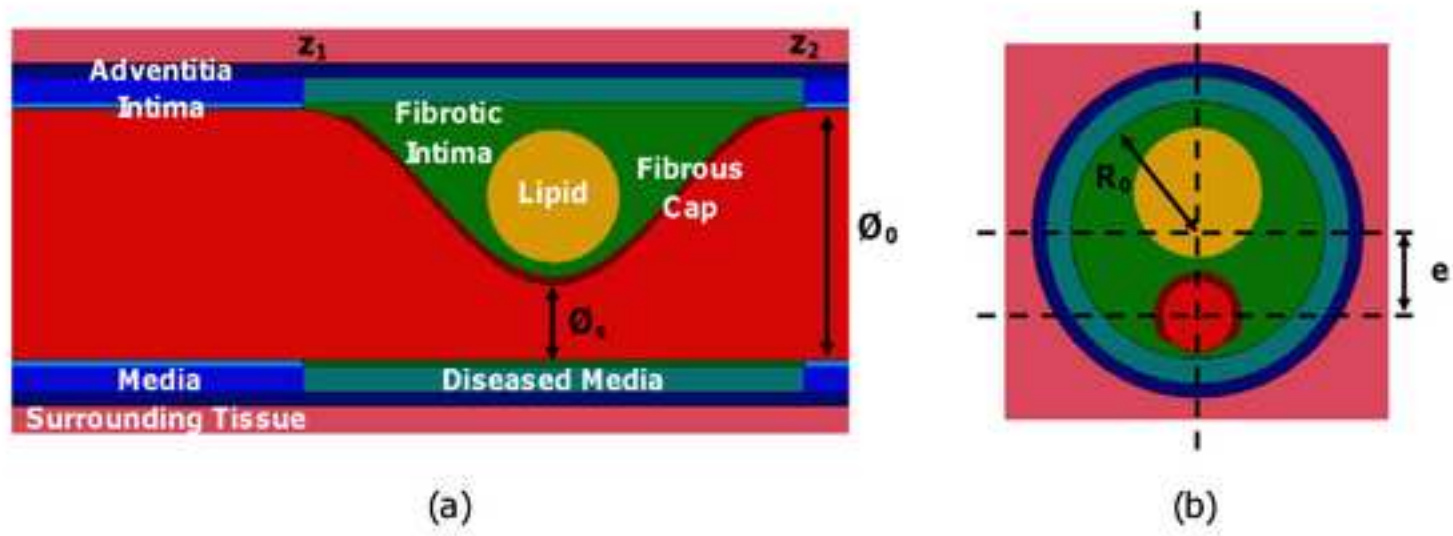 z₁
z₂
Adventitia
Intima
Fibrotic
Intima
Lipid
Fibrous
Cap
Ø₀
Øₛ
Media
Diseased Media
Surrounding Tissue
(a)
R₀
e
(b)